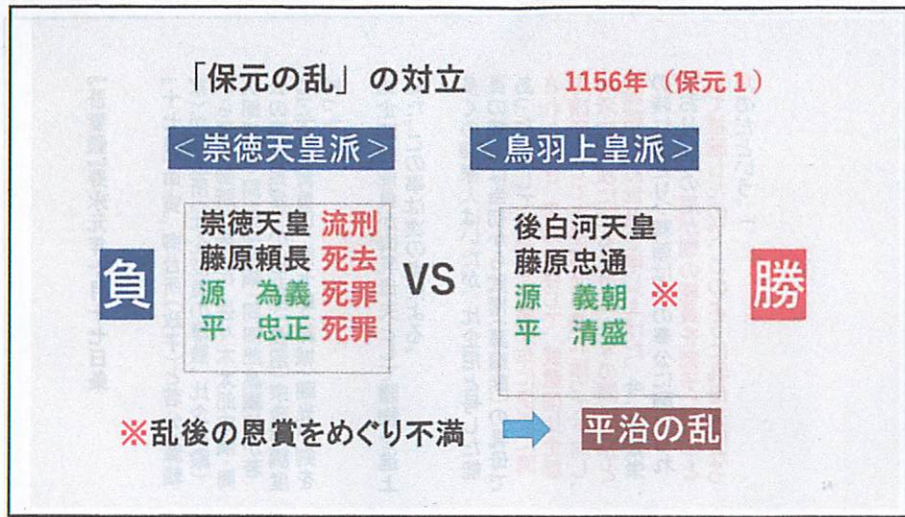 「保元の乱」の対立 1156年（保元１）
＜崇徳天皇派＞ ＜鳥羽上皇派＞
負
崇徳天皇 流刑
藤原頼長 死去
源　為義 死罪
平　忠正 死罪
VS
後白河天皇
藤原忠通
源　義朝 ※
平　清盛
勝
※乱後の恩賞をめぐり不満
平治の乱